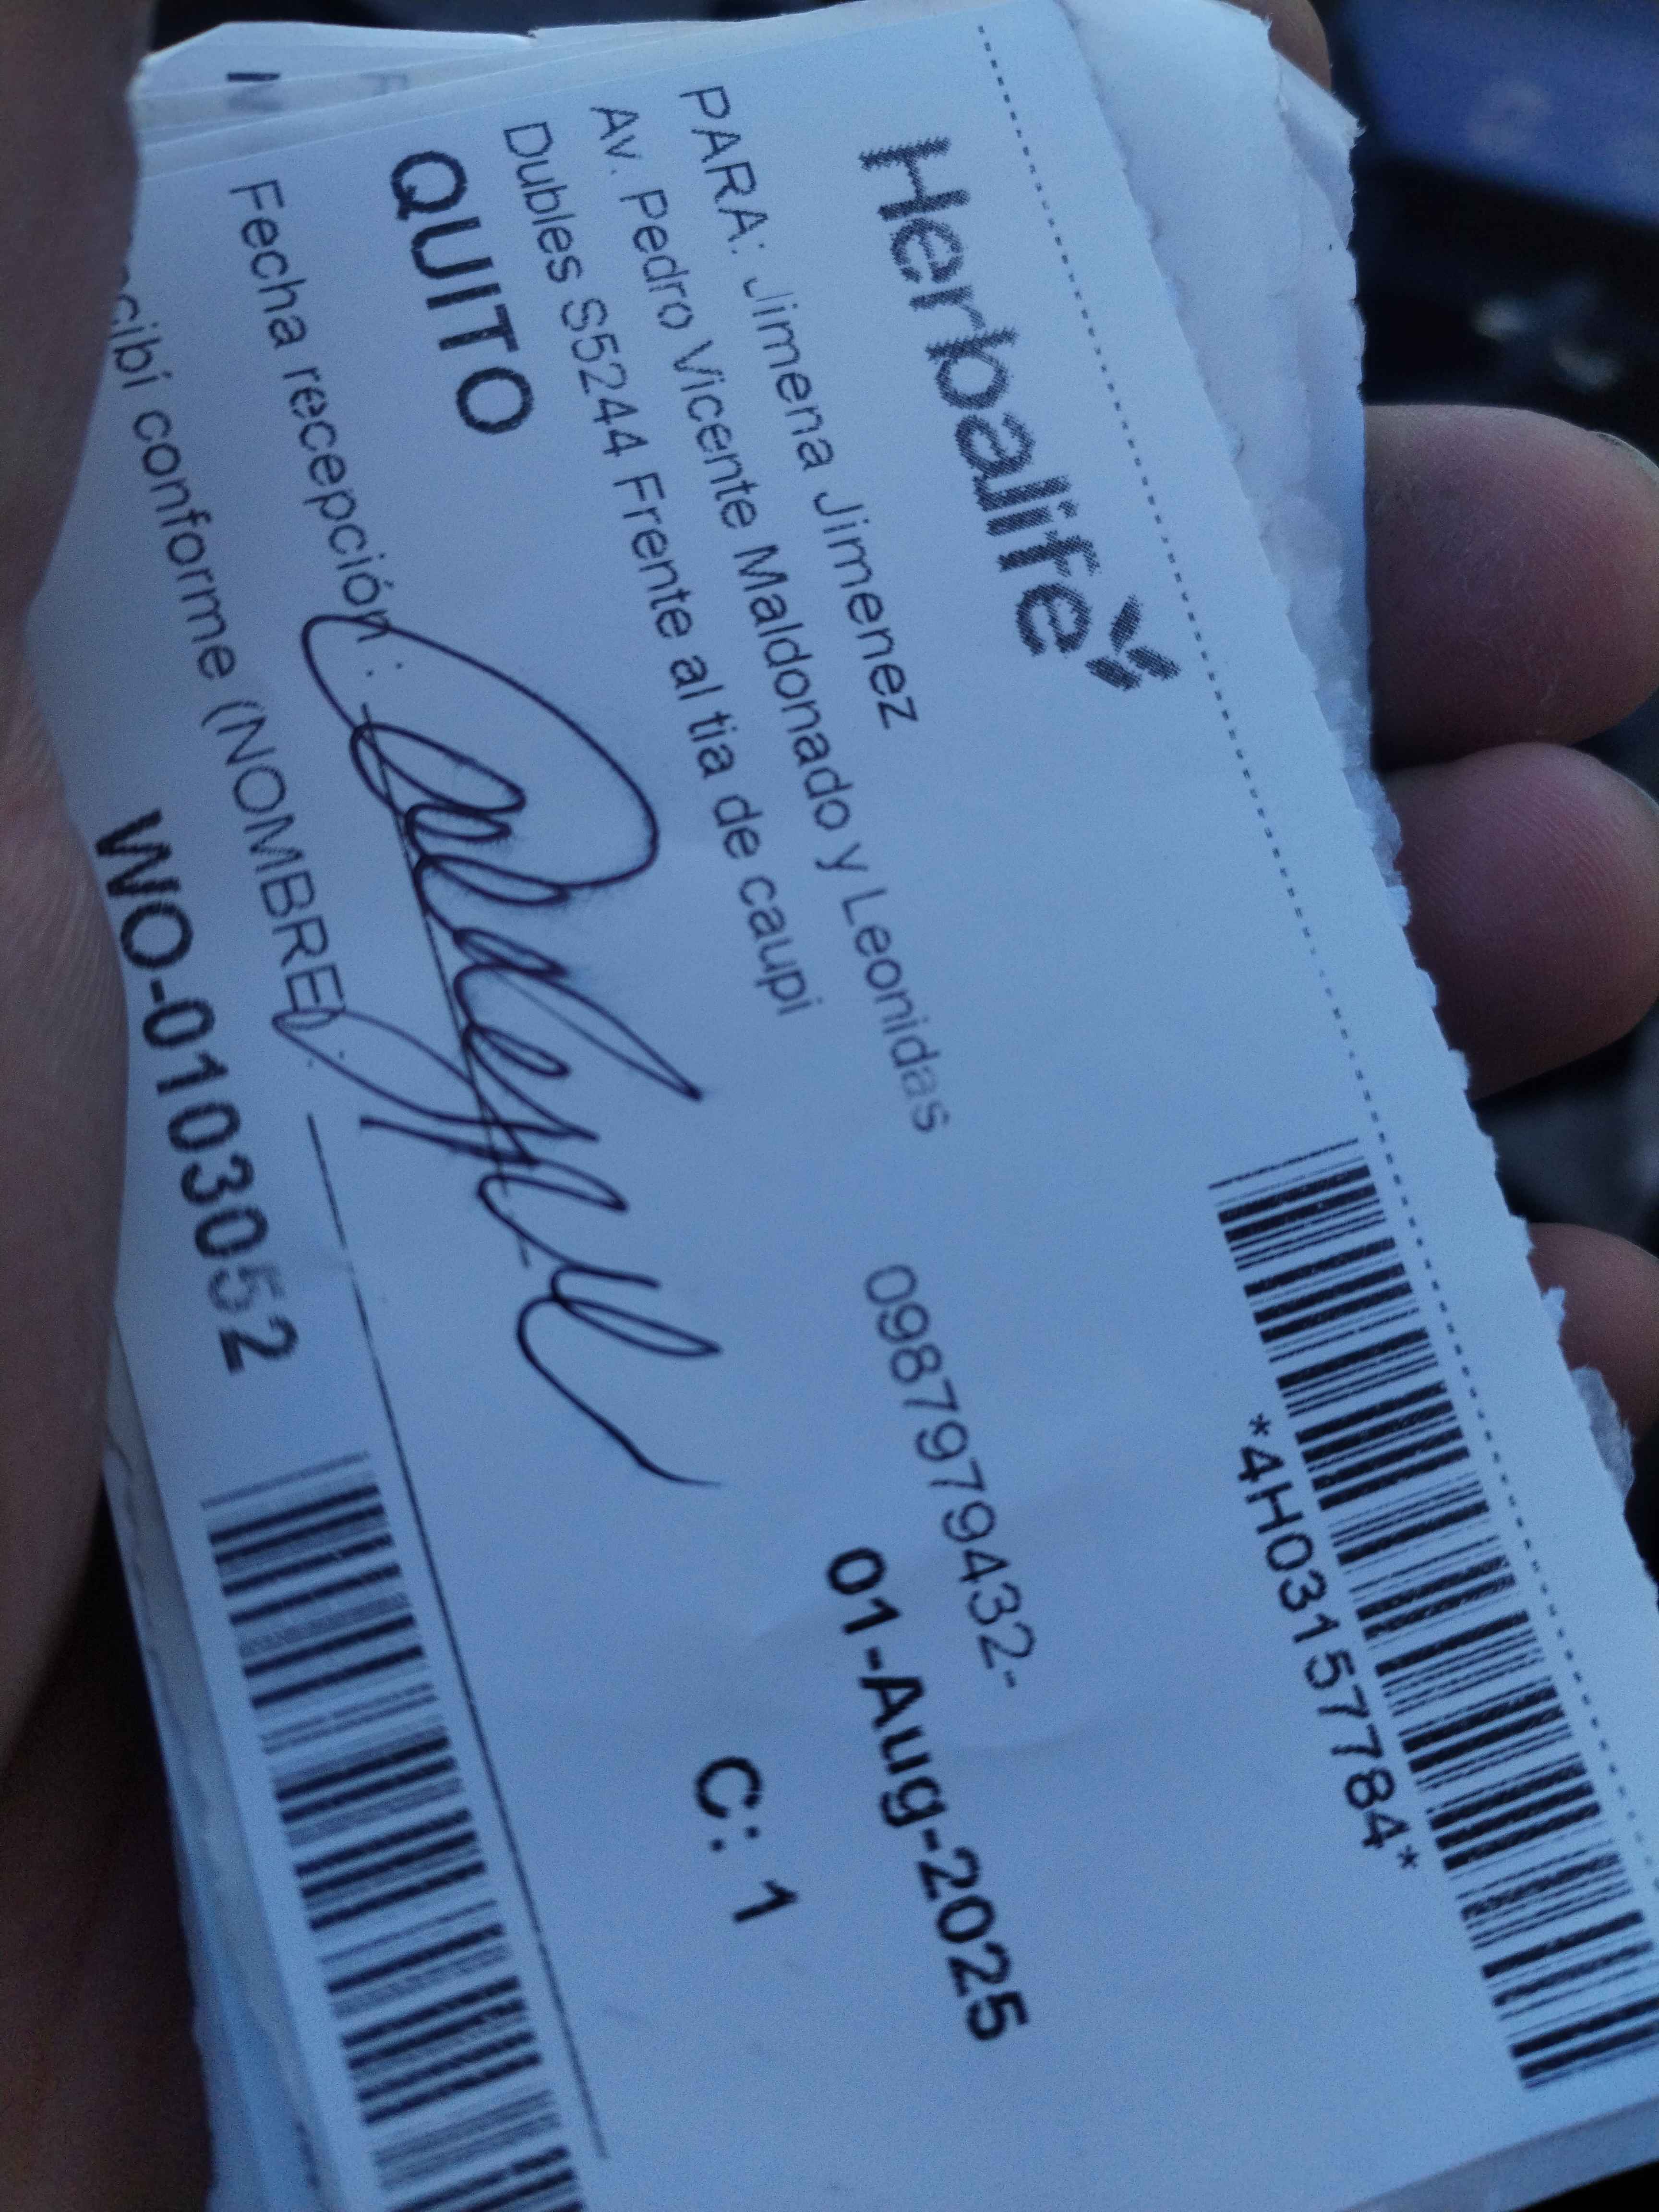 Herbalife
*4H03157784*
PARA: Jimena Jimenez
Av. Pedro Vicente Maldonado y Leonidas 0987979432-
Dubles S5244 Frente al tia de caupi 01-Aug-2025
QUITO C: 1
Fecha recepción :
cibí conforme (NOMBRE) :
WO-0103052